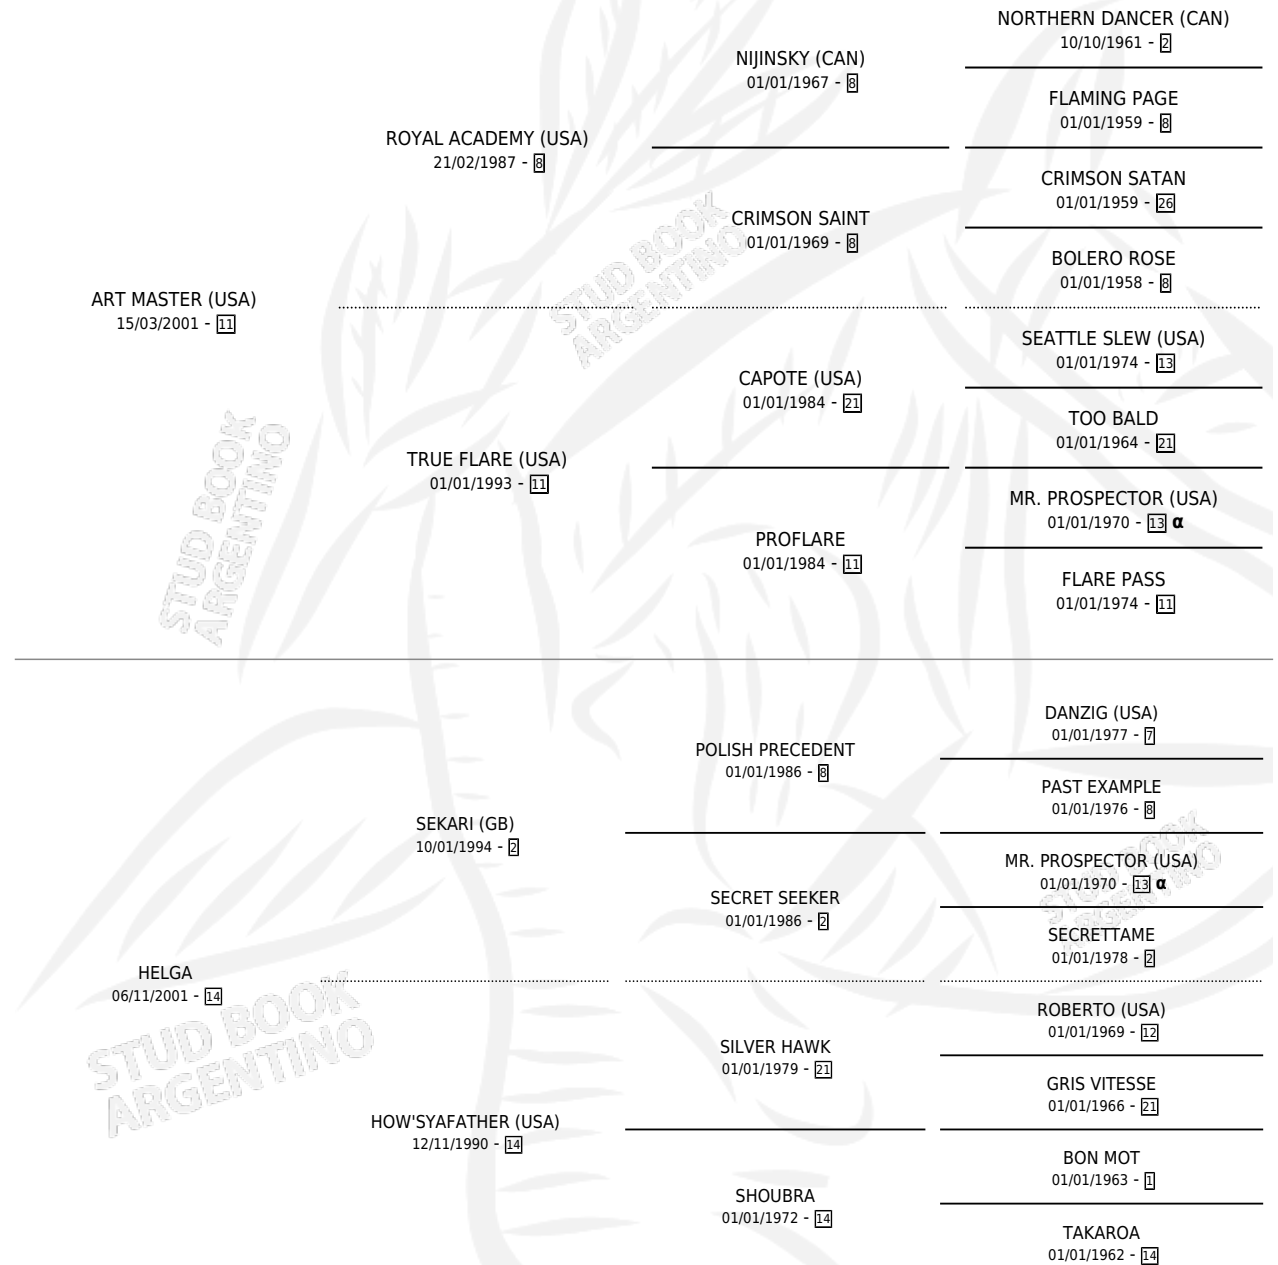 NORTHERN DANCER (CAN)
10/10/1961 - 2
NIJINSKY (CAN)
01/01/1967 - 8
FLAMING PAGE
01/01/1959 - 8
ROYAL ACADEMY (USA)
21/02/1987 - 8
CRIMSON SATAN
01/01/1959 - 26
CRIMSON SAINT
01/01/1969 - 8
BOLERO ROSE
01/01/1958 - 8
ART MASTER (USA)
15/03/2001 - 11
SEATTLE SLEW (USA)
01/01/1974 - 13
CAPOTE (USA)
01/01/1984 - 21
TOO BALD
01/01/1964 - 21
TRUE FLARE (USA)
01/01/1993 - 11
MR. PROSPECTOR (USA)
01/01/1970 - 13 α
PROFLARE
01/01/1984 - 11
FLARE PASS
01/01/1974 - 11
DANZIG (USA)
01/01/1977 - 7
POLISH PRECEDENT
01/01/1986 - 8
PAST EXAMPLE
01/01/1976 - 8
SEKARI (GB)
10/01/1994 - 2
MR. PROSPECTOR (USA)
01/01/1970 - 13 α
SECRET SEEKER
01/01/1986 - 2
SECRETTAME
01/01/1978 - 2
HELGA
06/11/2001 - 14
ROBERTO (USA)
01/01/1969 - 12
SILVER HAWK
01/01/1979 - 21
GRIS VITESSE
01/01/1966 - 21
HOW'SYAFATHER (USA)
12/11/1990 - 14
BON MOT
01/01/1963 - 1
SHOUBRA
01/01/1972 - 14
TAKAROA
01/01/1962 - 14
STUD BOOK
ARGENTINO
STUD BOOK
ARGENTINO
STUD BOOK
ARGENTINO
STUD BOOK
ARGENTINO